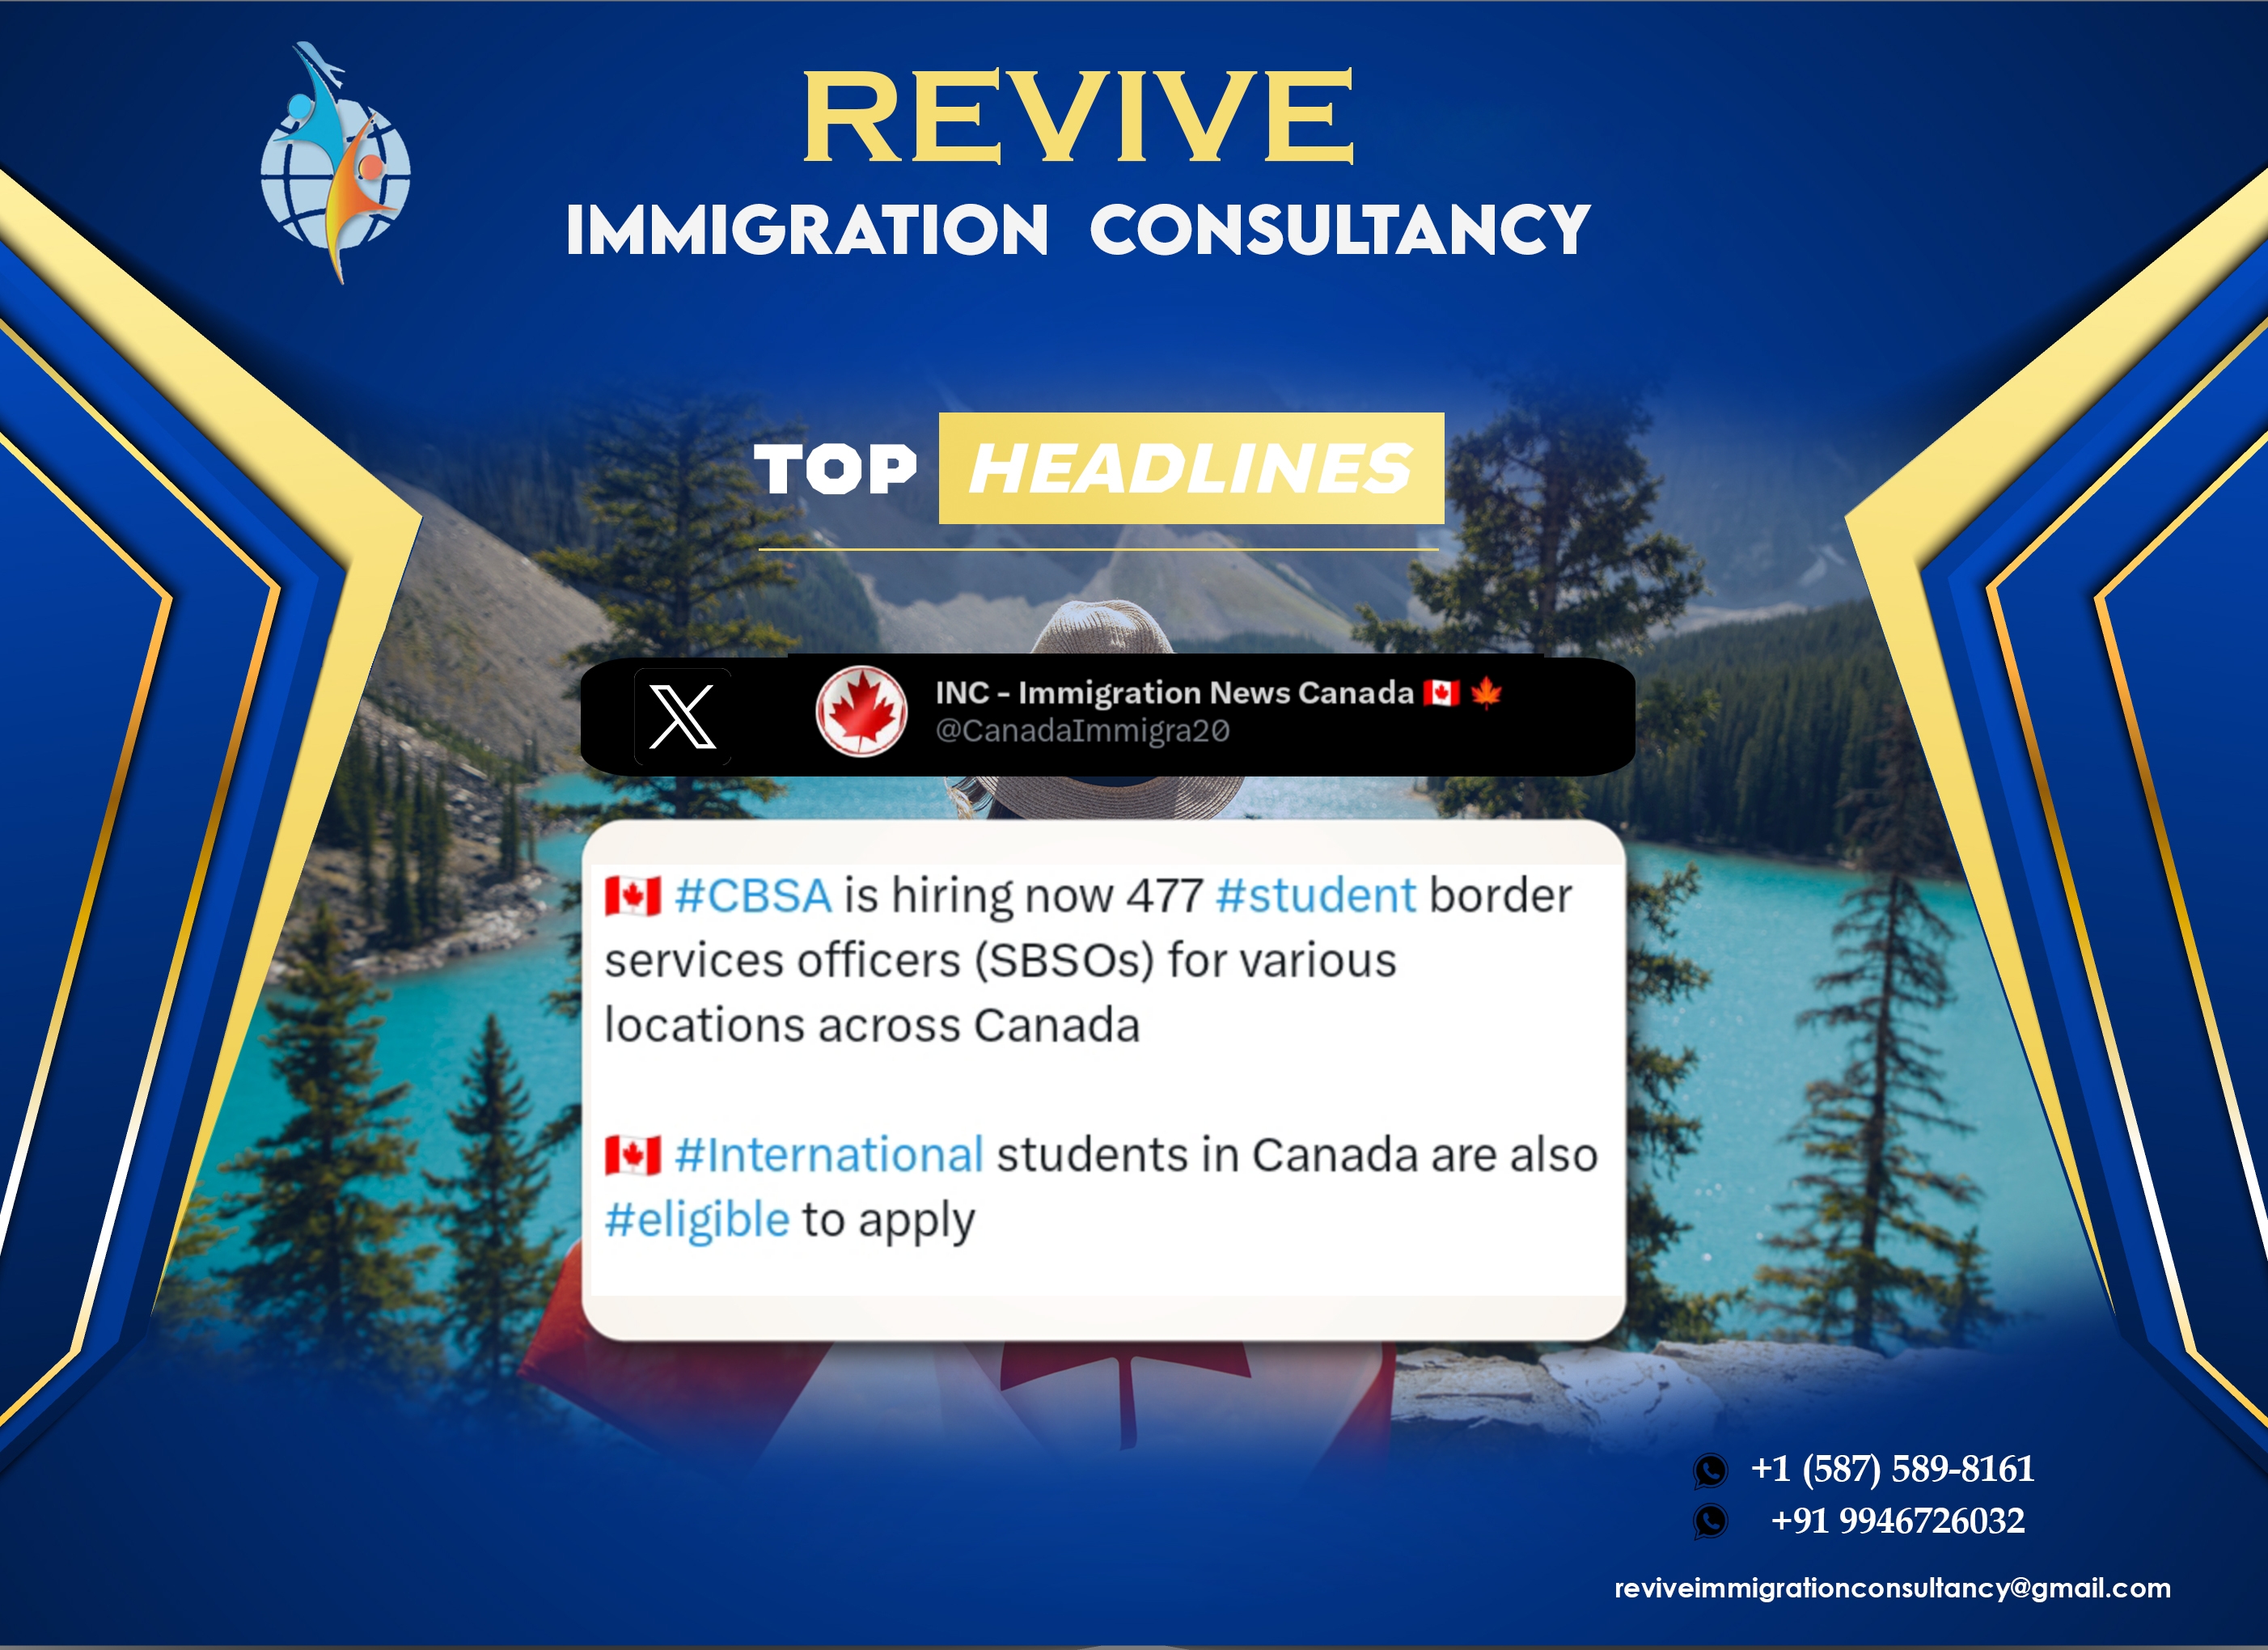 REVIVE
IMMIGRATION CONSULTANCY
TOP HEADLINES
INC - Immigration News Canada 🇨🇦 🍁
@CanadaImmigra20
🇨🇦 #CBSA is hiring now 477 #student border
services officers (SBSOs) for various
locations across Canada
🇨🇦 #International students in Canada are also
#eligible to apply
+1 (587) 589-8161
+91 9946726032
reviveimmigrationconsultancy@gmail.com